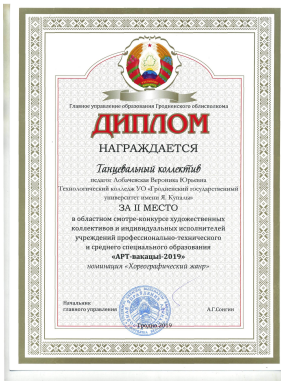 Главное управление образования Гродненского облисполкома
ДИПЛОМ
НАГРАЖДАЕТСЯ
Танцевальный коллектив
педагог Лобачевская Вероника Юрьевна
Технологический колледж УО «Гродненский государственный
университет имени Я. Купалы»
ЗА II МЕСТО
в областном смотре-конкурсе художественных
коллективов и индивидуальных исполнителей
учреждений профессионально-технического
и среднего специального образования
«АРТ-вакацыі-2019»
номинация «Хореографический жанр»
Начальник
главного управления
А.Г.Сонгин
Гродно 2019